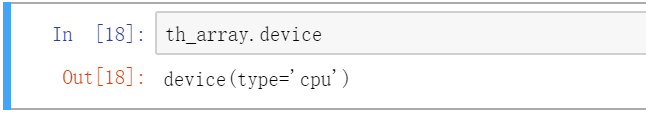 In [18]: th_array.device
Out[18]: device(type='cpu')